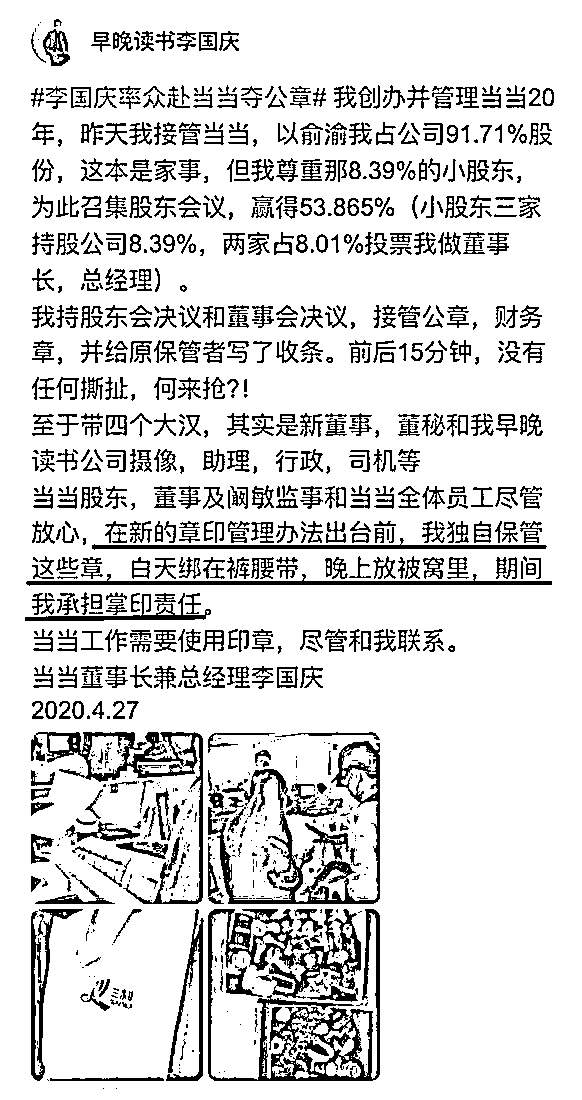 早晚读书李国庆
#李国庆率众赴当当夺公章# 我创办并管理当当20
年，昨天我接管当当，以俞渝我占公司91.71%股
份，这本是家事，但我尊重那8.39%的小股东，
为此召集股东会议，赢得53.865%（小股东三家
持股公司8.39%，两家占8.01%投票我做董事
长，总经理）。
我持股东会决议和董事会决议，接管公章，财务
章，并给原保管者写了收条。前后15分钟，没有
任何撕扯，何来抢?!
至于带四个大汉，其实是新董事，董秘和我早晚
读书公司摄像，助理，行政，司机等
当当股东，董事及阚敏监事和当当全体员工尽管
放心，在新的章印管理办法出台前，我独自保管
这些章，白天绑在裤腰带，晚上放被窝里，期间
我承担掌印责任。
当当工作需要使用印章，尽管和我联系。
当当董事长兼总经理李国庆
2020.4.27